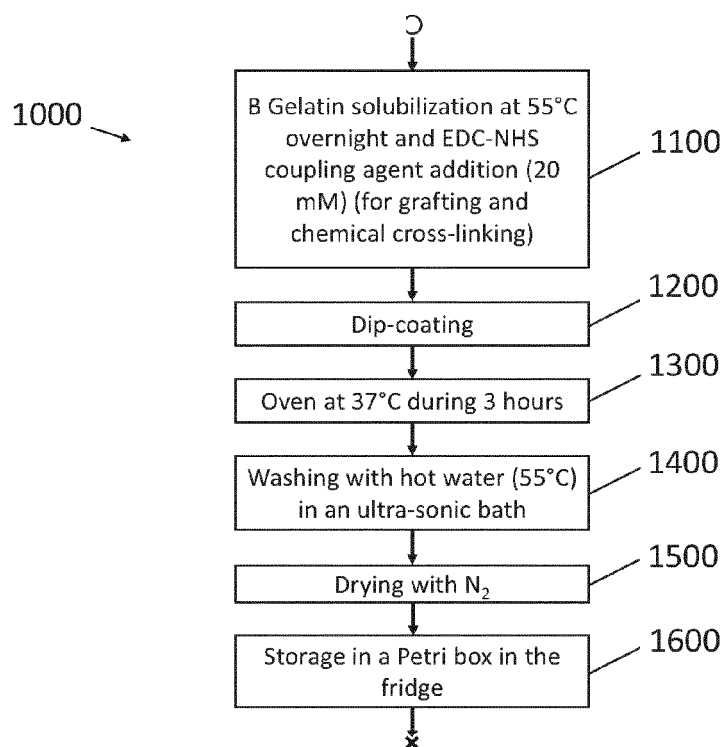 1000
B Gelatin solubilization at 55°C
overnight and EDC-NHS
coupling agent addition (20
mM) (for grafting and
chemical cross-linking)
1100
Dip-coating
1200
Oven at 37°C during 3 hours
1300
Washing with hot water (55°C)
in an ultra-sonic bath
1400
Drying with N₂
1500
Storage in a Petri box in the
fridge
1600